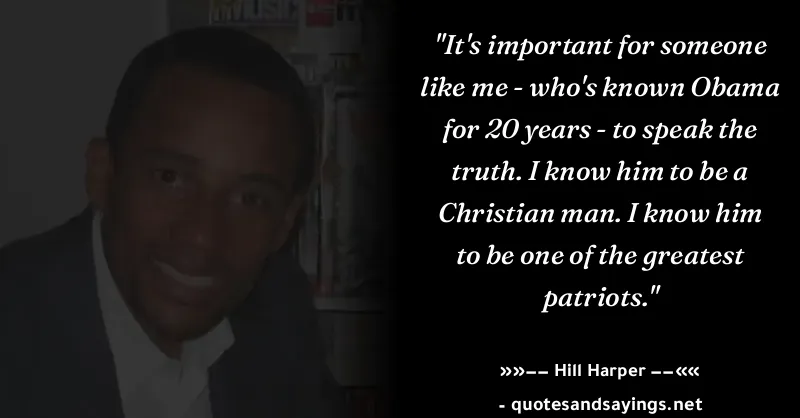 MUSIC
"It's important for someone
like me - who's known Obama
for 20 years - to speak the
truth. I know him to be a
Christian man. I know him
to be one of the greatest
patriots."
»»—— Hill Harper ——««
- quotesandsayings.net